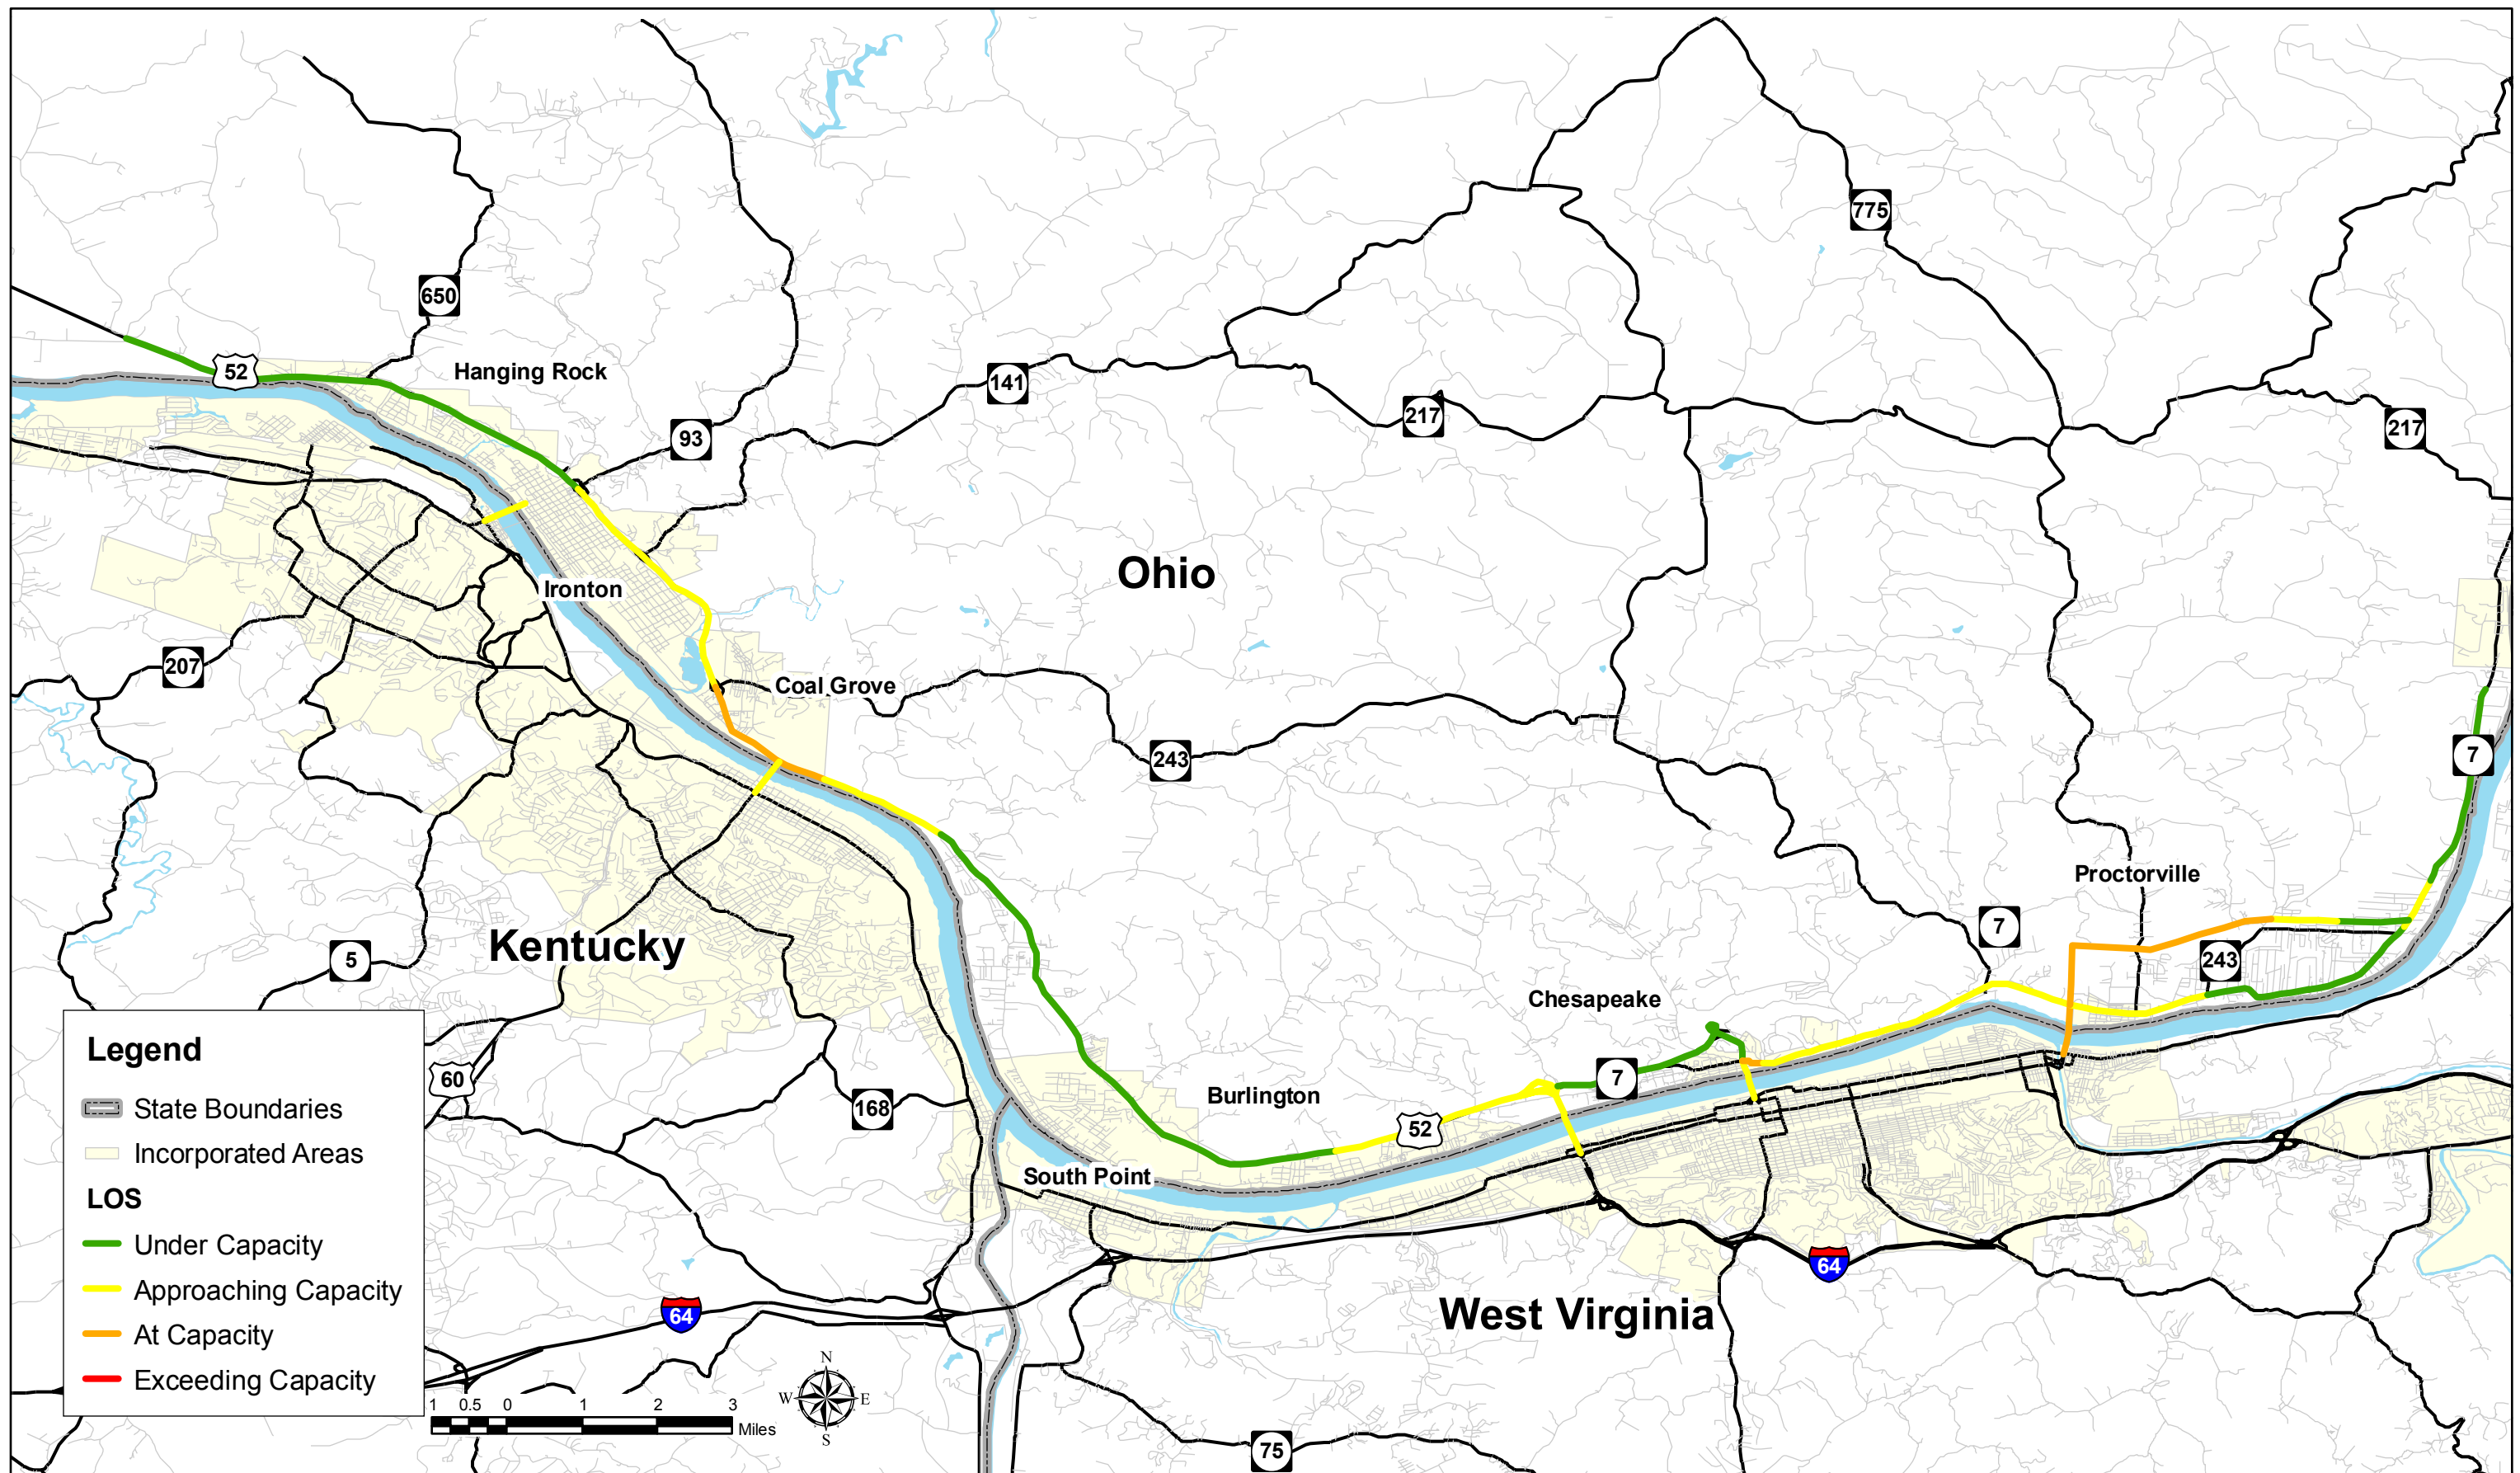 775
650
Hanging Rock
52
141
217
217
93
Ohio
Ironton
207
Coal Grove
243
7
Proctorville
Kentucky
7
5
243
Chesapeake
7
Burlington
52
60
168
South Point
64
West Virginia
64
75
Legend
State Boundaries
Incorporated Areas
LOS
Under Capacity
Approaching Capacity
At Capacity
Exceeding Capacity
1 0.5 0 1 2 3
Miles
N
W E
S